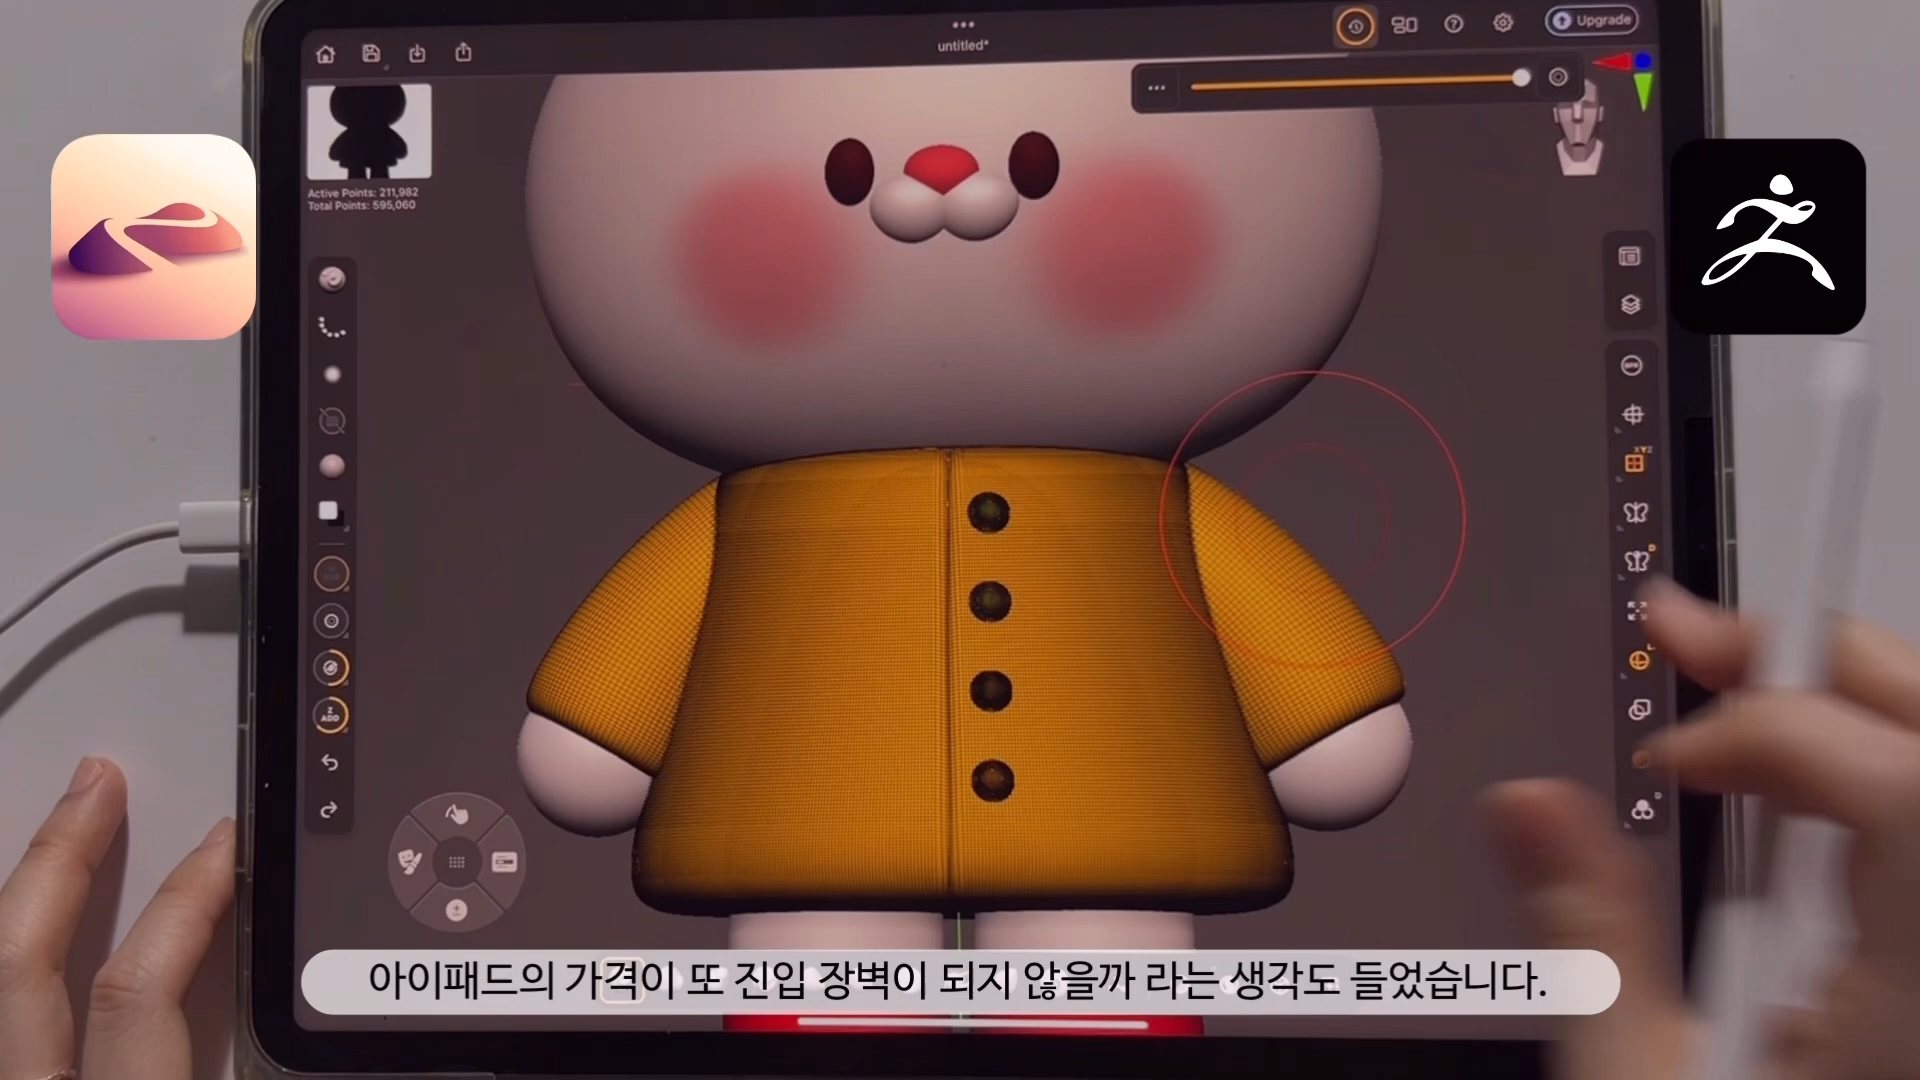 untitled*
Upgrade
Active Points: 211,982
Total Points: 595,060
XYZ
Z
ADD
아이패드의 가격이 또 진입 장벽이 되지 않을까 라는 생각도 들었습니다.